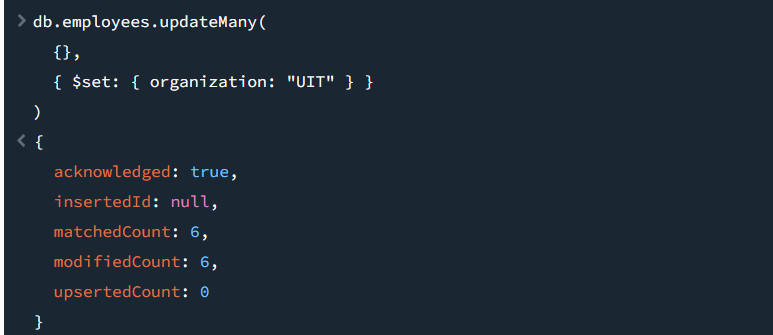 > db.employees.updateMany(
{},
{ $set: { organization: "UIT" } }
)
< {
acknowledged: true,
insertedId: null,
matchedCount: 6,
modifiedCount: 6,
upsertedCount: 0
}